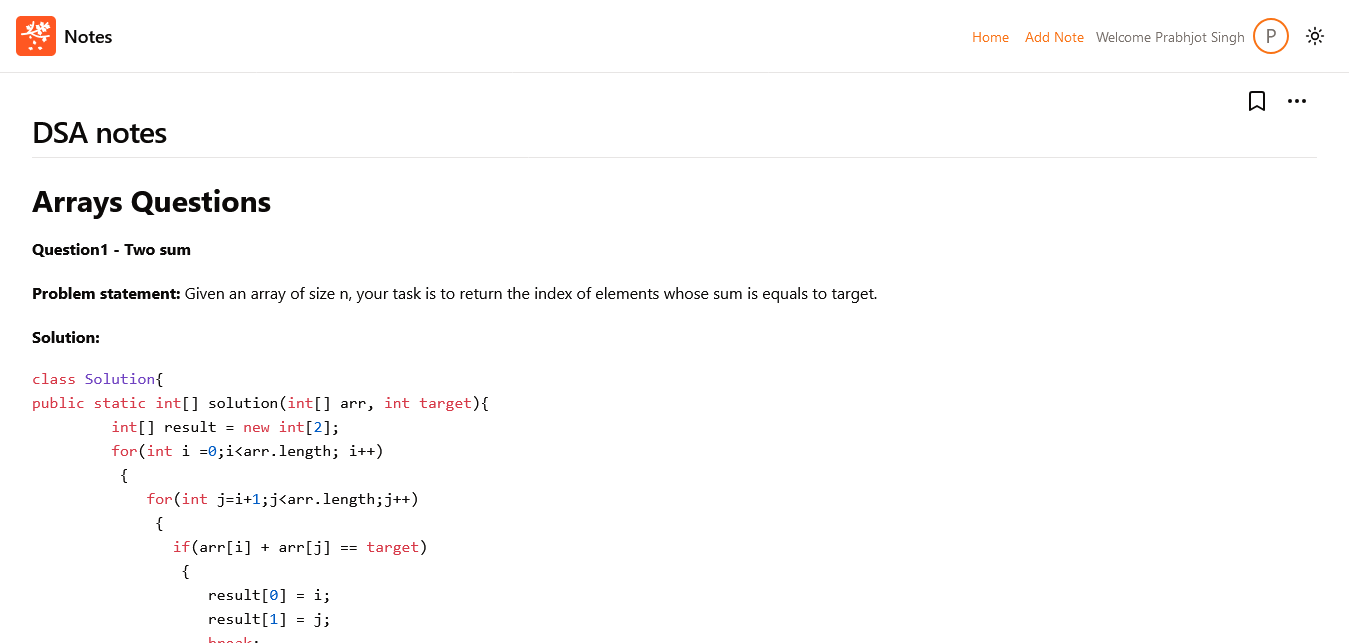 Notes
Home Add Note Welcome Prabhjot Singh P
DSA notes
Arrays Questions
Question1 - Two sum
Problem statement: Given an array of size n, your task is to return the index of elements whose sum is equals to target.
Solution:
class Solution{
public static int[] solution(int[] arr, int target){
         int[] result = new int[2];
         for(int i =0;i<arr.length; i++)
          {
             for(int j=i+1;j<arr.length;j++)
              {
                if(arr[i] + arr[j] == target)
                 {
                    result[0] = i;
                    result[1] = j;
                    break;